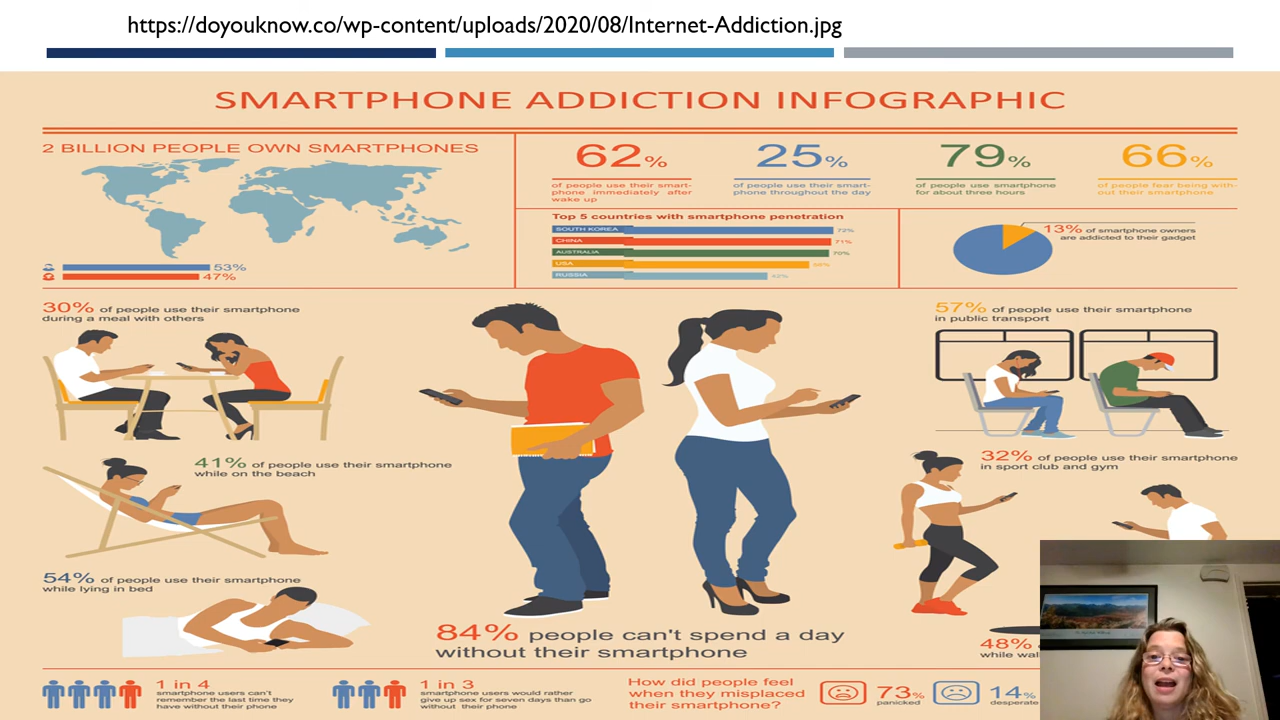 https://doyouknow.co/wp-content/uploads/2020/08/Internet-Addiction.jpg
SMARTPHONE ADDICTION INFOGRAPHIC
2 BILLION PEOPLE OWN SMARTPHONES
53%
47%
62%
of people use their smart-
phone immediately after
wake up
25%
of people use their smart-
phone throughout the day
79%
of people use smartphone
for about three hours
66%
of people fear being with-
out their smartphone
Top 5 countries with smartphone penetration
SOUTH KOREA 72%
CHINA 71%
AUSTRALIA 70%
USA
RUSSIA
13% of smartphone owners
are addicted to their gadget
30% of people use their smartphone
during a meal with others
57% of people use their smartphone
in public transport
41% of people use their smartphone
while on the beach
32% of people use their smartphone
in sport club and gym
54% of people use their smartphone
while lying in bed
84% people can't spend a day
without their smartphone
48%
while wal
1 in 4
smartphone users can't
remember the last time they
have without their phone
1 in 3
smartphone users would rather
give up sex for seven days than go
without their phone
How did people feel
when they misplaced
their smartphone?
73%
panicked
14%
desperate